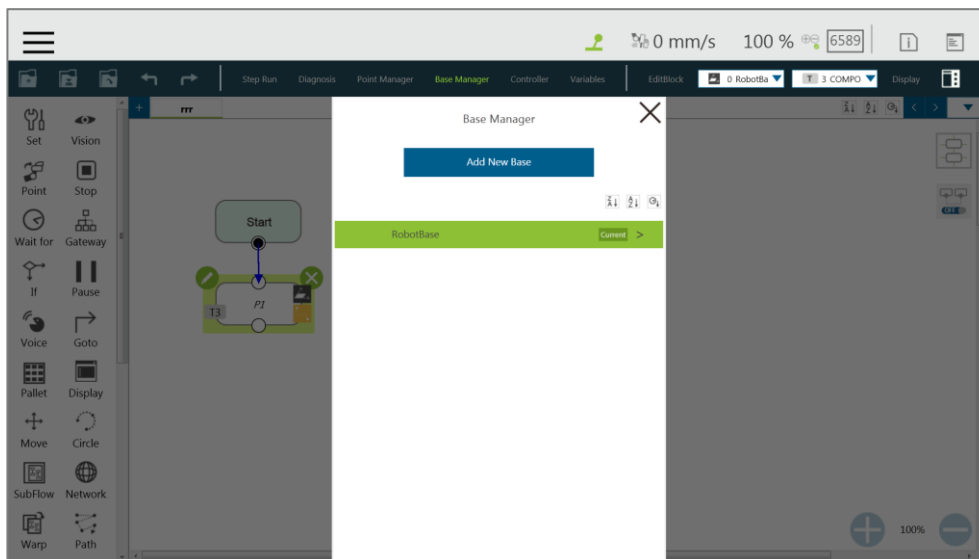 0 mm/s 100 % 6589
Step Run Diagnosis Point Manager Base Manager Controller Variables EditBlock 0 RobotBa T 3 COMPO Display
+ rrr
Set Vision
Point Stop
Wait for Gateway
If Pause
Voice Goto
Pallet Display
Move Circle
SubFlow Network
Warp Path
Start
T3 P1
Base Manager
Add New Base
RobotBase Current >
OFF
100%